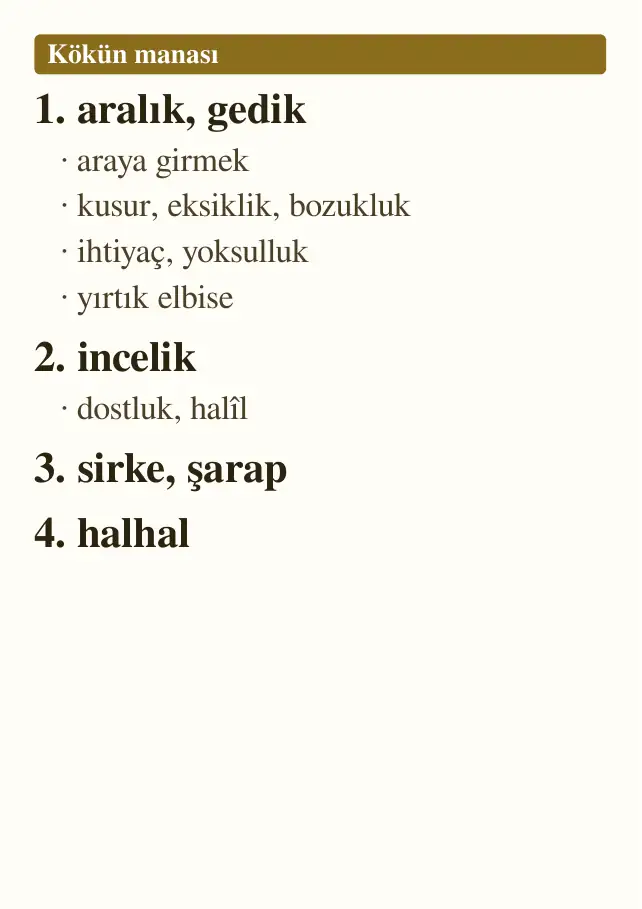 Kökün manası
1. aralık, gedik
· araya girmek
· kusur, eksiklik, bozukluk
· ihtiyaç, yoksulluk
· yırtık elbise
2. incelik
· dostluk, halîl
3. sirke, şarap
4. halhal